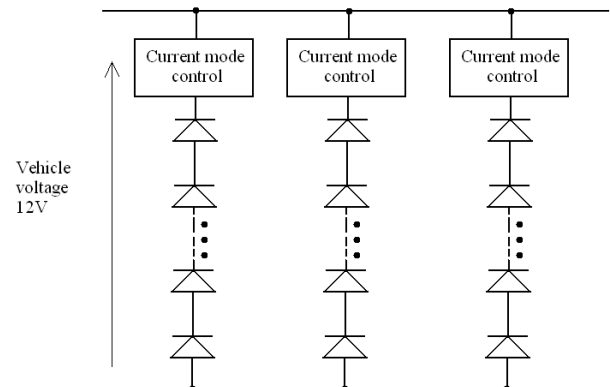 Current mode
control
Current mode
control
Current mode
control
Vehicle
voltage
12V